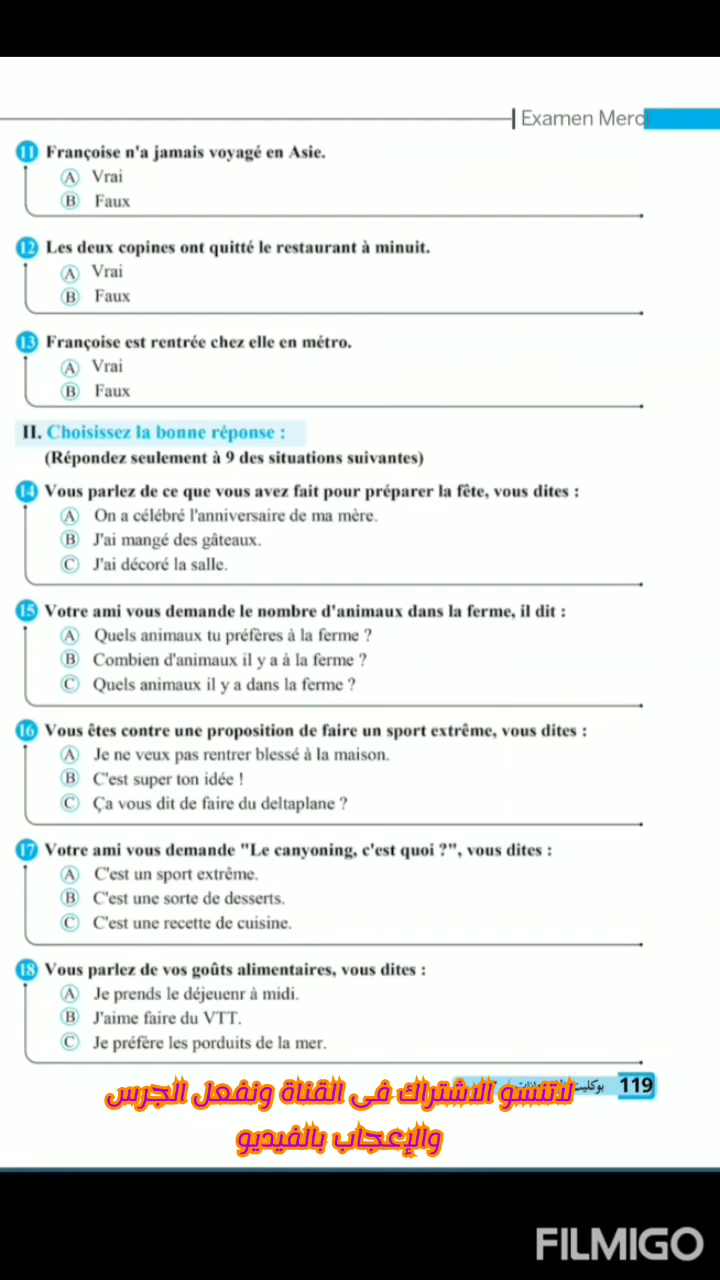 Examen Merci
11 Françoise n'a jamais voyagé en Asie.
A Vrai
B Faux
12 Les deux copines ont quitté le restaurant à minuit.
A Vrai
B Faux
13 Françoise est rentrée chez elle en métro.
A Vrai
B Faux
II. Choisissez la bonne réponse :
(Répondez seulement à 9 des situations suivantes)
14 Vous parlez de ce que vous avez fait pour préparer la fête, vous dites :
A On a célébré l'anniversaire de ma mère.
B J'ai mangé des gâteaux.
C J'ai décoré la salle.
15 Votre ami vous demande le nombre d'animaux dans la ferme, il dit :
A Quels animaux tu préfères à la ferme ?
B Combien d'animaux il y a à la ferme ?
C Quels animaux il y a dans la ferme ?
16 Vous êtes contre une proposition de faire un sport extrême, vous dites :
A Je ne veux pas rentrer blessé à la maison.
B C'est super ton idée !
C Ça vous dit de faire du deltaplane ?
17 Votre ami vous demande "Le canyoning, c'est quoi ?", vous dites :
A C'est un sport extrême.
B C'est une sorte de desserts.
C C'est une recette de cuisine.
18 Vous parlez de vos goûts alimentaires, vous dites :
A Je prends le déjeuenr à midi.
B J'aime faire du VTT.
C Je préfère les porduits de la mer.
بوكليت 119
لاتنسو الاشتراك فى القناة ونفعل الجرس
والإعجاب بالفيديو
FILMIGO